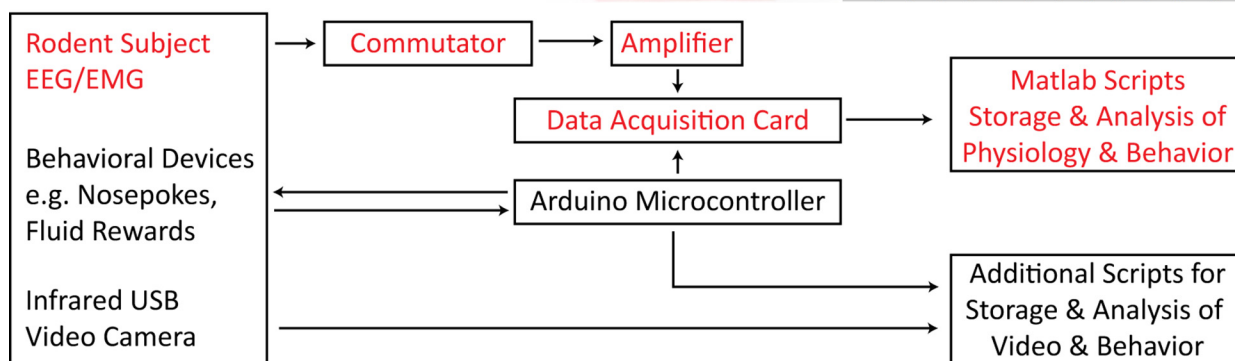 Rodent Subject
EEG/EMG
Behavioral Devices
e.g. Nosepokes,
Fluid Rewards
Infrared USB
Video Camera
Commutator
Amplifier
Data Acquisition Card
Arduino Microcontroller
Matlab Scripts
Storage & Analysis of
Physiology & Behavior
Additional Scripts for
Storage & Analysis of
Video & Behavior